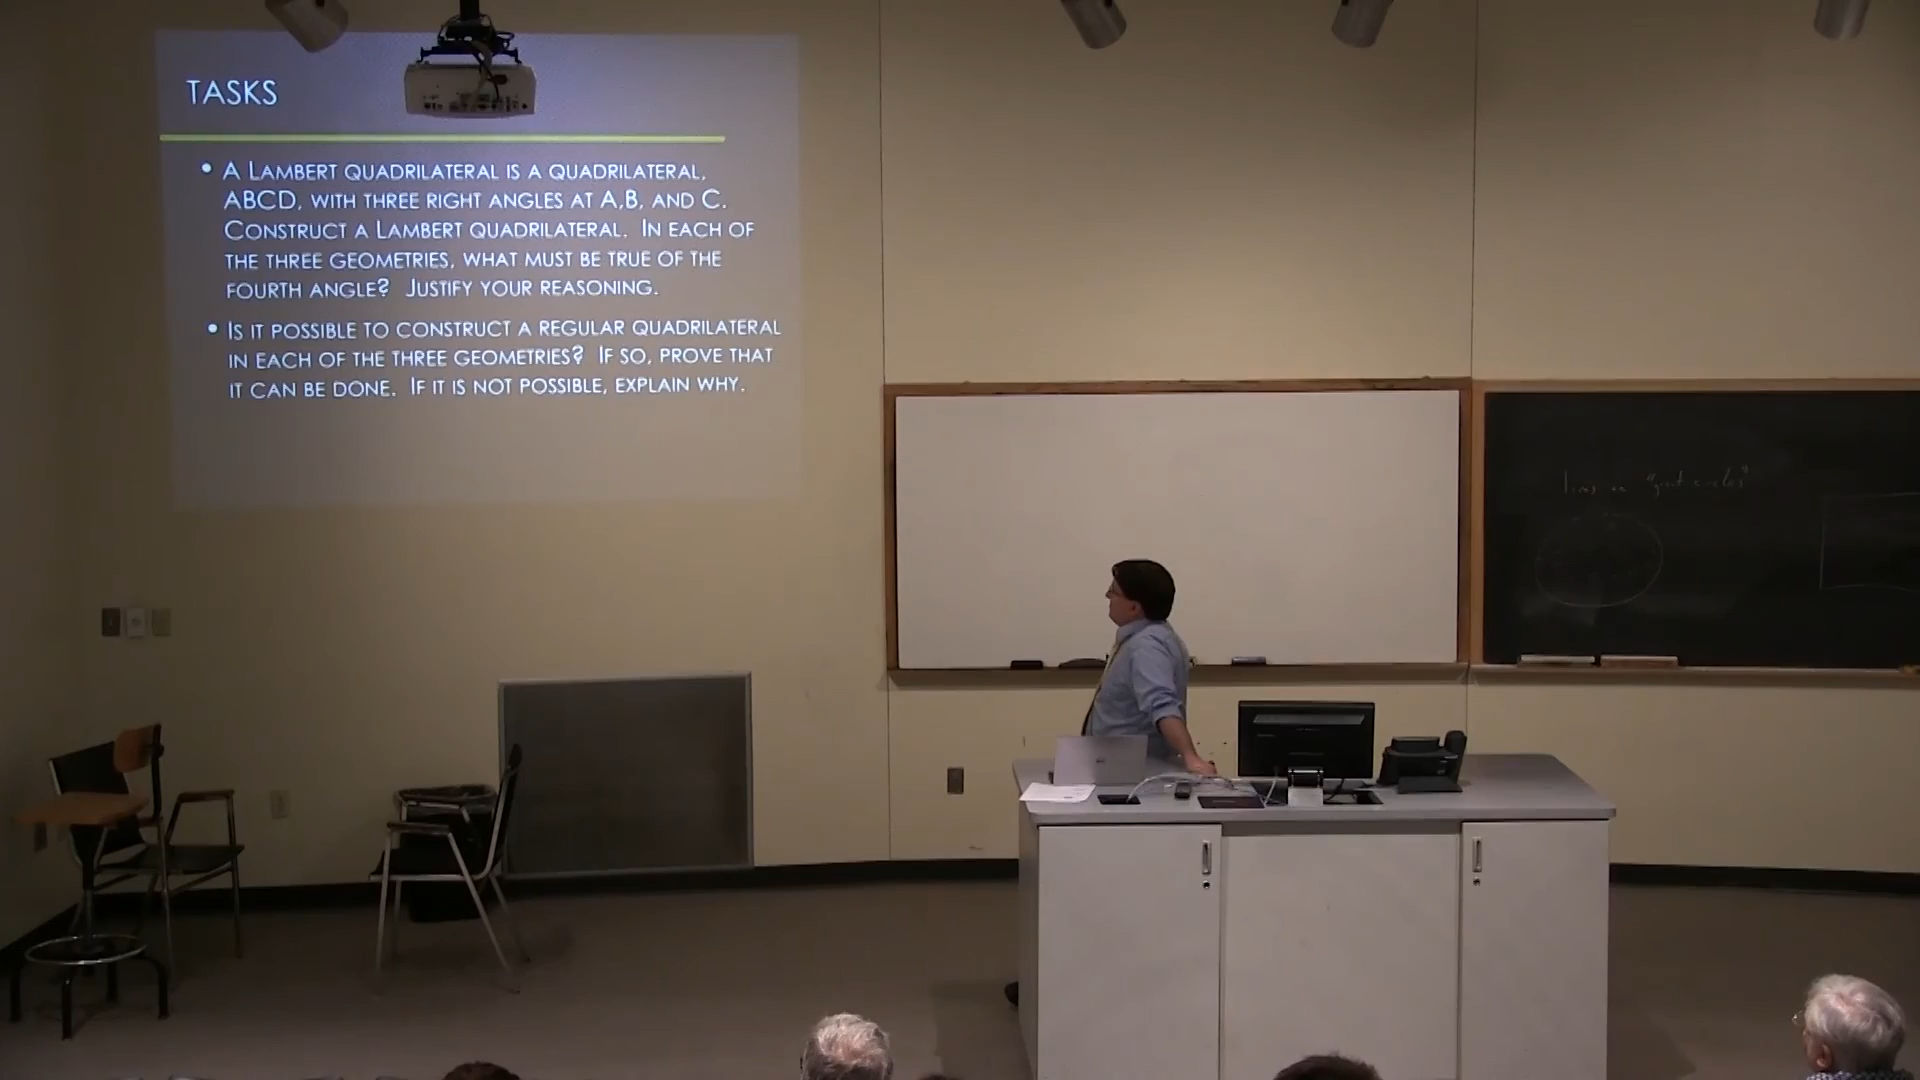 TASKS
• A LAMBERT QUADRILATERAL IS A QUADRILATERAL,
ABCD, WITH THREE RIGHT ANGLES AT A,B, AND C.
CONSTRUCT A LAMBERT QUADRILATERAL. IN EACH OF
THE THREE GEOMETRIES, WHAT MUST BE TRUE OF THE
FOURTH ANGLE? JUSTIFY YOUR REASONING.
• IS IT POSSIBLE TO CONSTRUCT A REGULAR QUADRILATERAL
IN EACH OF THE THREE GEOMETRIES? IF SO, PROVE THAT
IT CAN BE DONE. IF IT IS NOT POSSIBLE, EXPLAIN WHY.
lines "great circles"